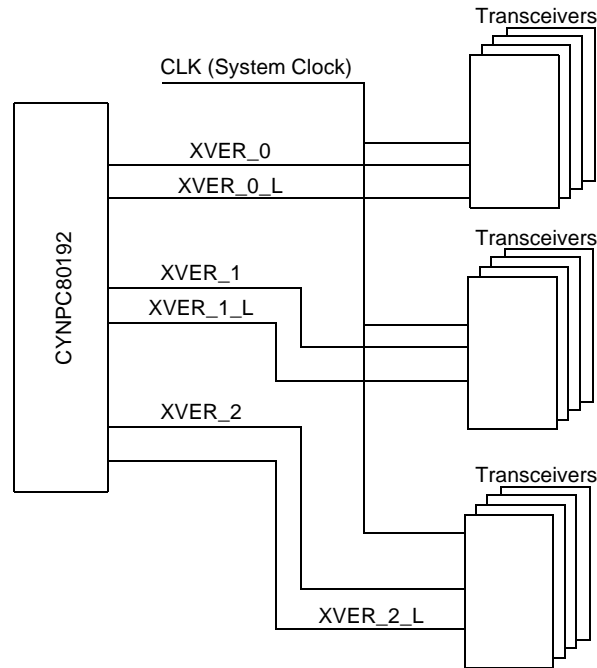 Transceivers
CLK (System Clock)
XVER_0
XVER_0_L
CYNPC80192
Transceivers
XVER_1
XVER_1_L
XVER_2
Transceivers
XVER_2_L